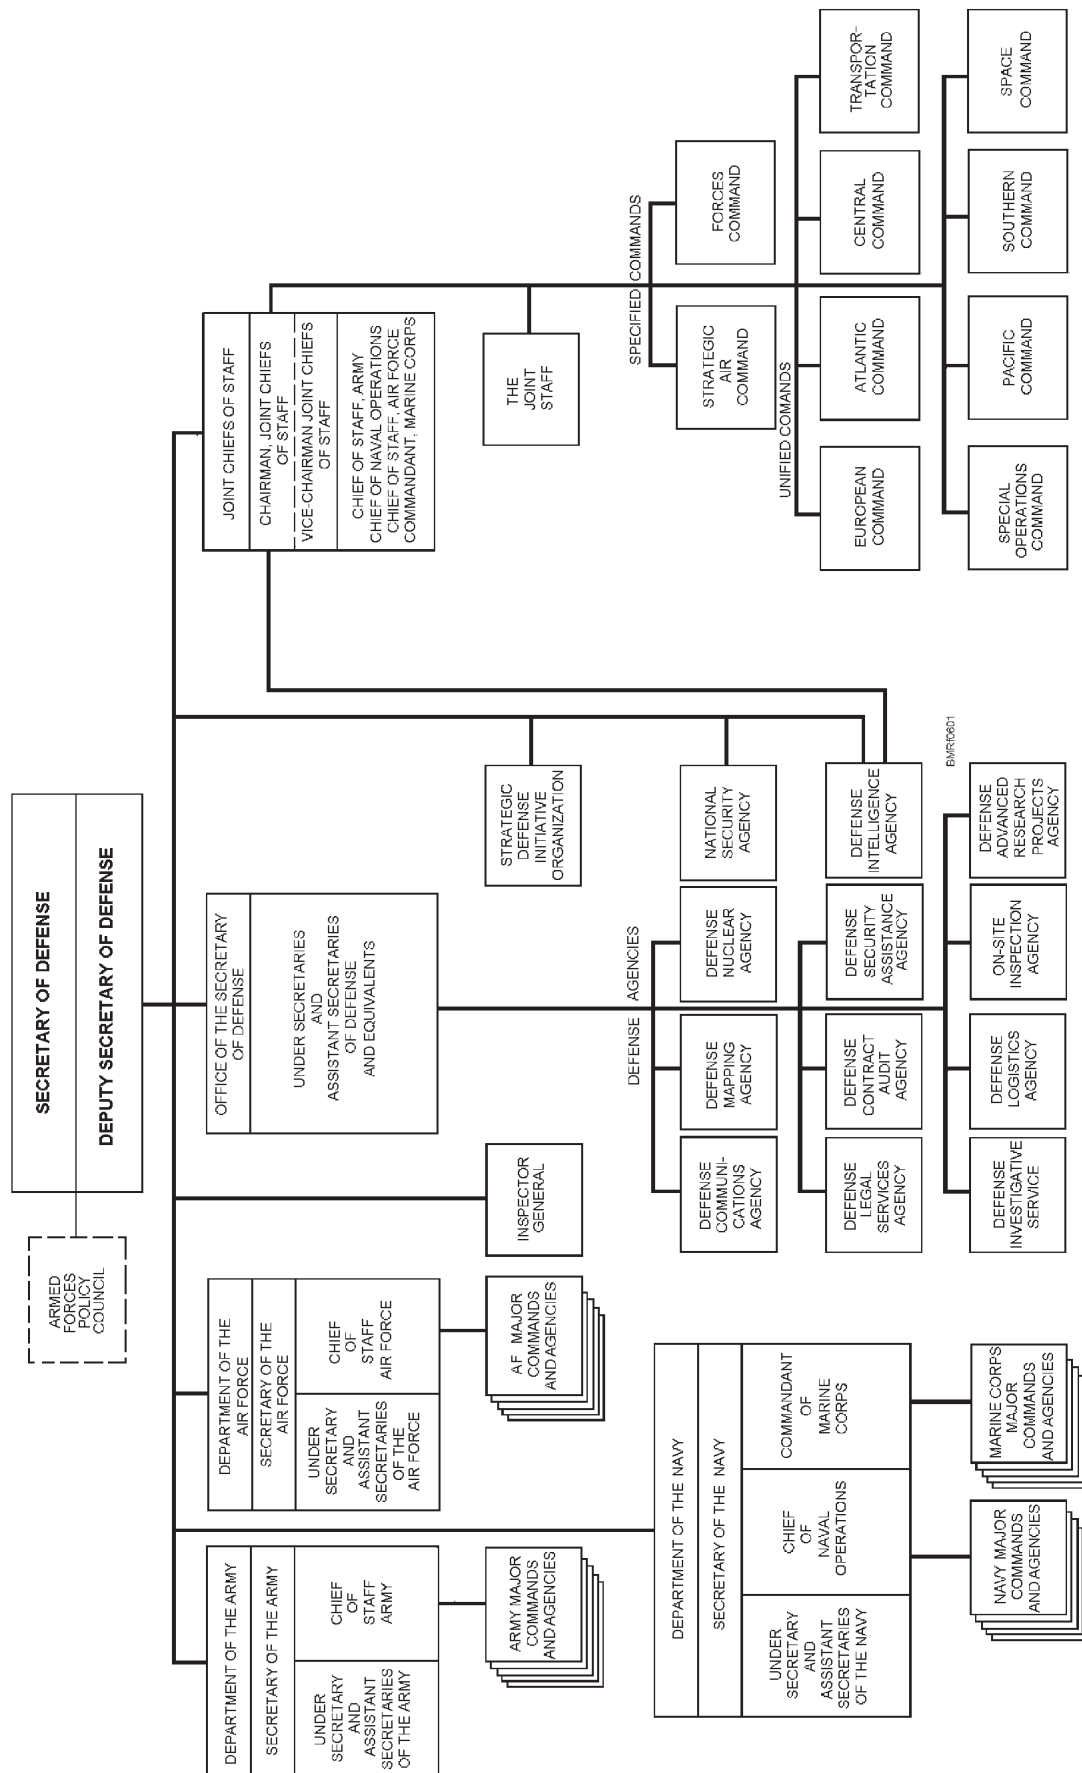 ARMED
FORCES
POLICY
COUNCIL
SECRETARY OF DEFENSE
DEPUTY SECRETARY OF DEFENSE
DEPARTMENT OF THE ARMY
SECRETARY OF THE ARMY
UNDER
SECRETARY
AND
ASSISTANT
SECRETARIES
OF THE ARMY
CHIEF
OF
STAFF
ARMY
ARMY MAJOR
COMMANDS
AND AGENCIES
DEPARTMENT OF THE
AIR FORCE
SECRETARY OF THE
AIR FORCE
UNDER
SECRETARY
AND
ASSISTANT
SECRETARIES
OF THE
AIR FORCE
CHIEF
OF
STAFF
AIR FORCE
AF MAJOR
COMMANDS
AND AGENCIES
DEPARTMENT OF THE NAVY
SECRETARY OF THE NAVY
UNDER
SECRETARY
AND
ASSISTANT
SECRETARIES
OF THE NAVY
CHIEF
OF
NAVAL
OPERATIONS
COMMANDANT
OF
MARINE
CORPS
NAVY MAJOR
COMMANDS
AND AGENCIES
MARINE CORPS
MAJOR
COMMANDS
AND AGENCIES
INSPECTOR
GENERAL
OFFICE OF THE SECRETARY
OF DEFENSE
UNDER SECRETARIES
AND
ASSISTANT SECRETARIES
OF DEFENSE
AND EQUIVALENTS
STRATEGIC
DEFENSE
INITIATIVE
ORGANIZATION
DEFENSE AGENCIES
DEFENSE
COMMUNI-
CATIONS
AGENCY
DEFENSE
MAPPING
AGENCY
DEFENSE
NUCLEAR
AGENCY
NATIONAL
SECURITY
AGENCY
DEFENSE
LEGAL
SERVICES
AGENCY
DEFENSE
CONTRACT
AUDIT
AGENCY
DEFENSE
SECURITY
ASSISTANCE
AGENCY
DEFENSE
INTELLIGENCE
AGENCY
DEFENSE
INVESTIGATIVE
SERVICE
DEFENSE
LOGISTICS
AGENCY
ON-SITE
INSPECTION
AGENCY
DEFENSE
ADVANCED
RESEARCH
PROJECTS
AGENCY
BMRf0601
JOINT CHIEFS OF STAFF
CHAIRMAN, JOINT CHIEFS
OF STAFF
VICE-CHAIRMAN JOINT CHIEFS
OF STAFF
CHIEF OF STAFF, ARMY
CHIEF OF NAVAL OPERATIONS
CHIEF OF STAFF, AIR FORCE
COMMANDANT, MARINE CORPS
THE
JOINT
STAFF
SPECIFIED COMMANDS
STRATEGIC
AIR
COMMAND
FORCES
COMMAND
UNIFIED COMANDS
EUROPEAN
COMMAND
ATLANTIC
COMMAND
CENTRAL
COMMAND
TRANSPOR-
TATION
COMMAND
SPECIAL
OPERATIONS
COMMAND
PACIFIC
COMMAND
SOUTHERN
COMMAND
SPACE
COMMAND